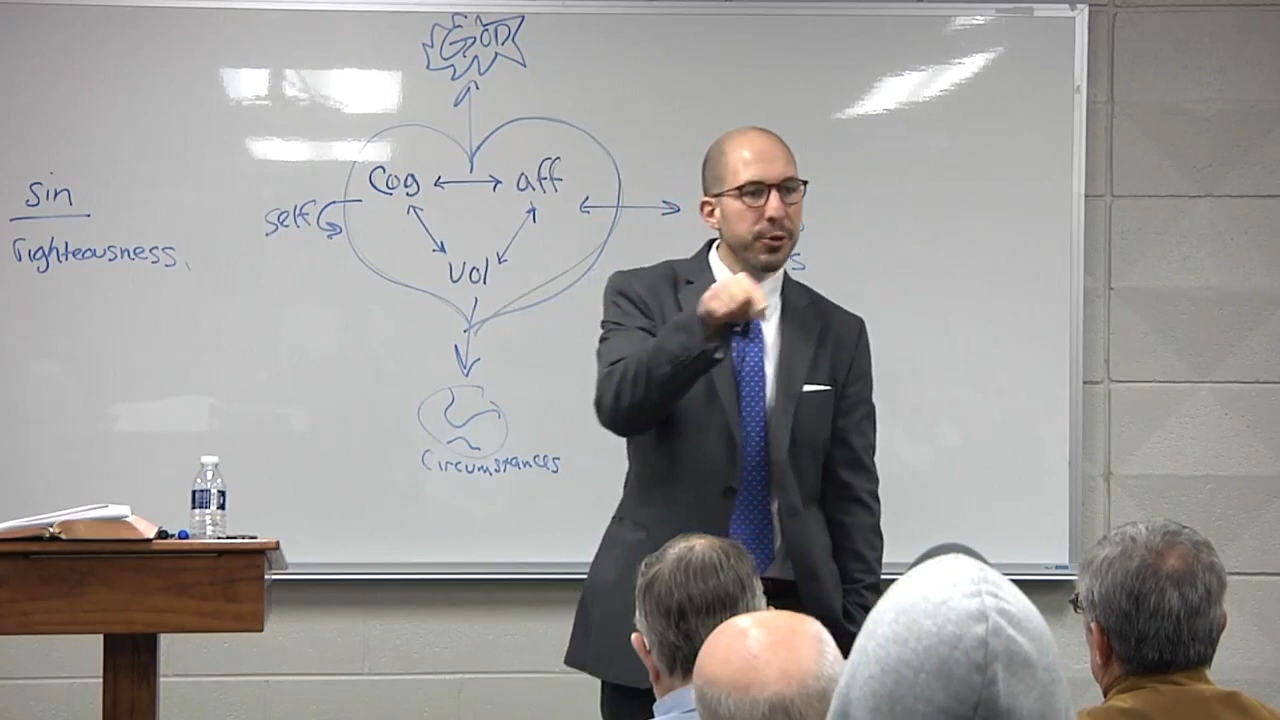 GOD
Cog aff
sin
self
righteousness
vol
s
Circumstances